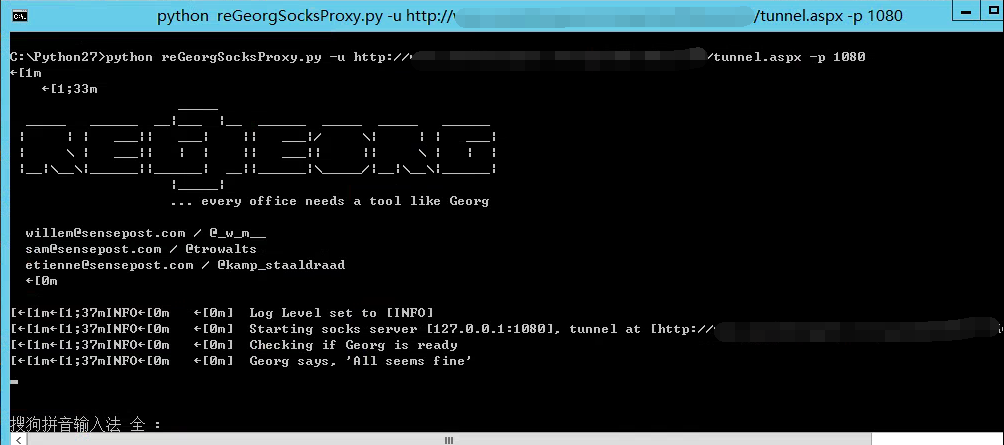 python reGeorgSocksProxy.py -u http:// /tunnel.aspx -p 1080
C:\Python27>python reGeorgSocksProxy.py -u http:// /tunnel.aspx -p 1080
←[1m
←[1;33m
... every office needs a tool like Georg
willem@sensepost.com / @_w_m__
sam@sensepost.com / @trowalts
etienne@sensepost.com / @kamp_staaldraad
←[0m
[←[1m←[1;37mINFO←[0m   ←[0m]  Log Level set to [INFO]
[←[1m←[1;37mINFO←[0m   ←[0m]  Starting socks server [127.0.0.1:1080], tunnel at [http://
[←[1m←[1;37mINFO←[0m   ←[0m]  Checking if Georg is ready
[←[1m←[1;37mINFO←[0m   ←[0m]  Georg says, 'All seems fine'
搜狗拼音输入法 全 :